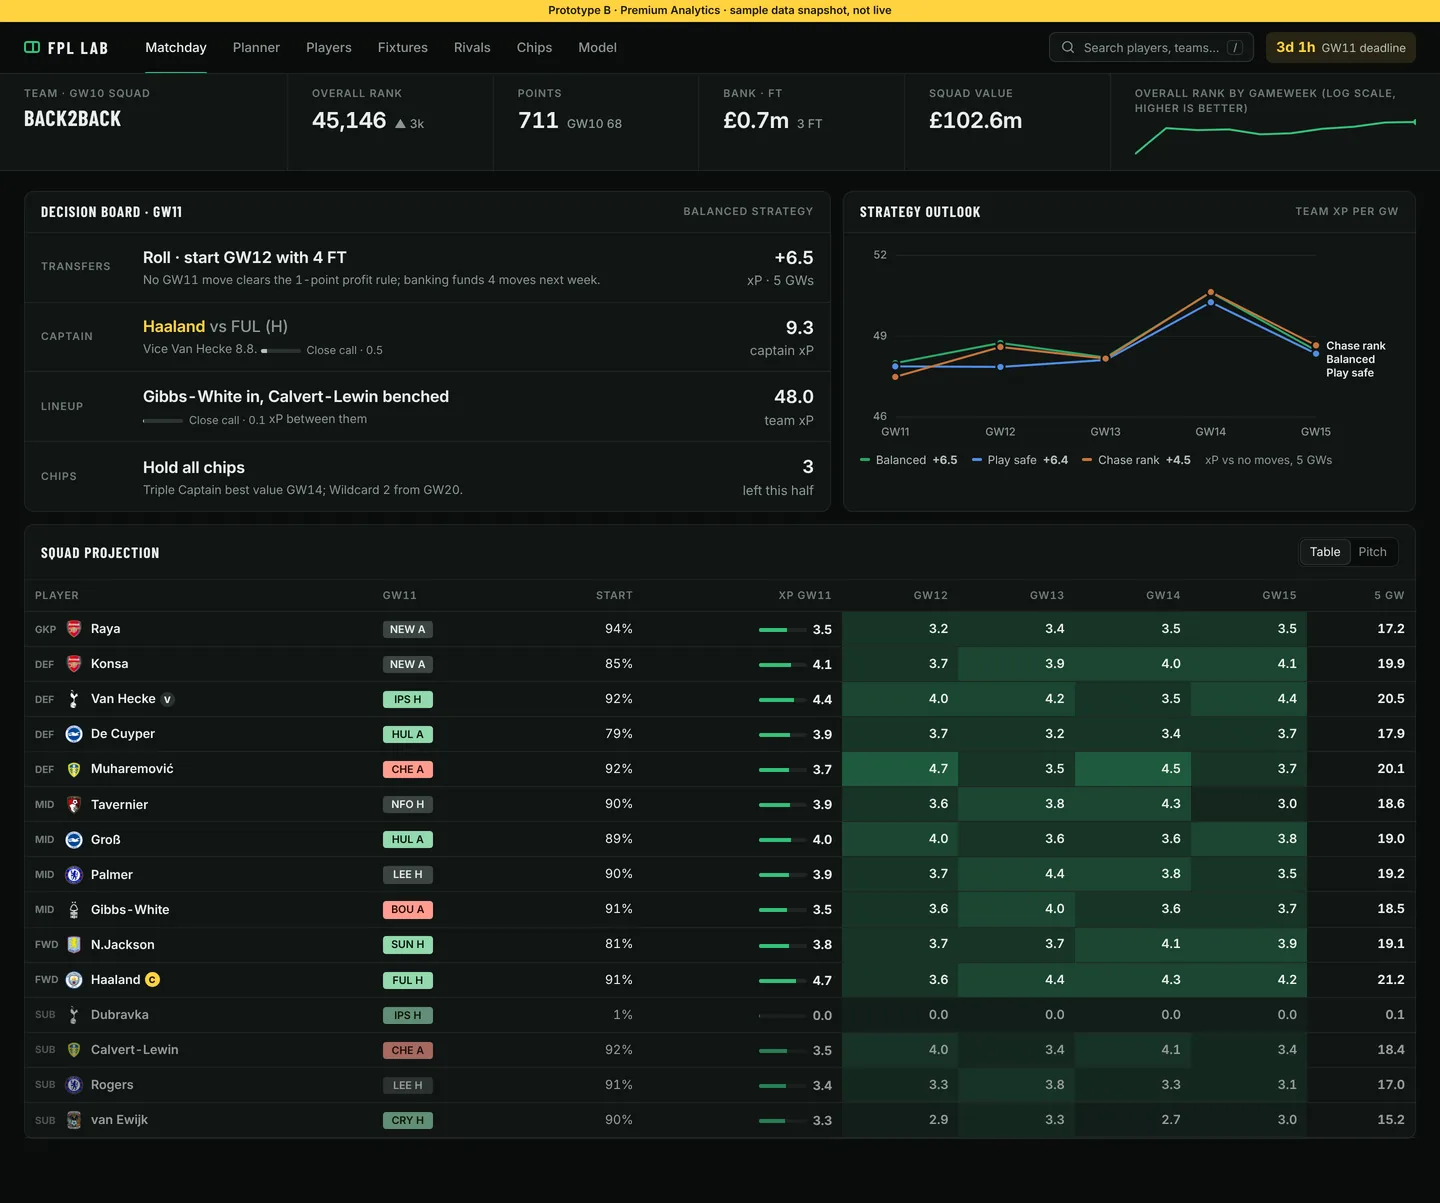 Prototype B · Premium Analytics · sample data snapshot, not live
FPL LAB Matchday Planner Players Fixtures Rivals Chips Model Search players, teams... / 3d 1h GW11 deadline
TEAM · GW10 SQUAD
BACK2BACK
OVERALL RANK
45,146 ▲ 3k
POINTS
711 GW10 68
BANK · FT
£0.7m 3 FT
SQUAD VALUE
£102.6m
OVERALL RANK BY GAMEWEEK (LOG SCALE,
HIGHER IS BETTER)
DECISION BOARD · GW11 BALANCED STRATEGY
TRANSFERS
Roll · start GW12 with 4 FT
No GW11 move clears the 1-point profit rule; banking funds 4 moves next week.
+6.5
xP · 5 GWs
CAPTAIN
Haaland vs FUL (H)
Vice Van Hecke 8.8. Close call · 0.5
9.3
captain xP
LINEUP
Gibbs-White in, Calvert-Lewin benched
Close call · 0.1 xP between them
48.0
team xP
CHIPS
Hold all chips
Triple Captain best value GW14; Wildcard 2 from GW20.
3
left this half
STRATEGY OUTLOOK TEAM XP PER GW
52
49
46
GW11 GW12 GW13 GW14 GW15
Chase rank
Balanced
Play safe
Balanced +6.5 Play safe +6.4 Chase rank +4.5 xP vs no moves, 5 GWs
SQUAD PROJECTION Table Pitch
PLAYER GW11 START XP GW11 GW12 GW13 GW14 GW15 5 GW
GKP Raya NEW A 94% 3.5 3.2 3.4 3.5 3.5 17.2
DEF Konsa NEW A 85% 4.1 3.7 3.9 4.0 4.1 19.9
DEF Van Hecke V IPS H 92% 4.4 4.0 4.2 3.5 4.4 20.5
DEF De Cuyper HUL A 79% 3.9 3.7 3.2 3.4 3.7 17.9
DEF Muharemović CHE A 92% 3.7 4.7 3.5 4.5 3.7 20.1
MID Tavernier NFO H 90% 3.9 3.6 3.8 4.3 3.0 18.6
MID Groß HUL A 89% 4.0 4.0 3.6 3.6 3.8 19.0
MID Palmer LEE H 90% 3.9 3.7 4.4 3.8 3.5 19.2
MID Gibbs-White BOU A 91% 3.5 3.6 4.0 3.6 3.7 18.5
FWD N.Jackson SUN H 81% 3.8 3.7 3.7 4.1 3.9 19.1
FWD Haaland C FUL H 91% 4.7 3.6 4.4 4.3 4.2 21.2
SUB Dubravka IPS H 1% 0.0 0.0 0.0 0.0 0.0 0.1
SUB Calvert-Lewin CHE A 92% 3.5 4.0 3.4 4.1 3.4 18.4
SUB Rogers LEE H 91% 3.4 3.3 3.8 3.3 3.1 17.0
SUB van Ewijk CRY H 90% 3.3 2.9 3.3 2.7 3.0 15.2